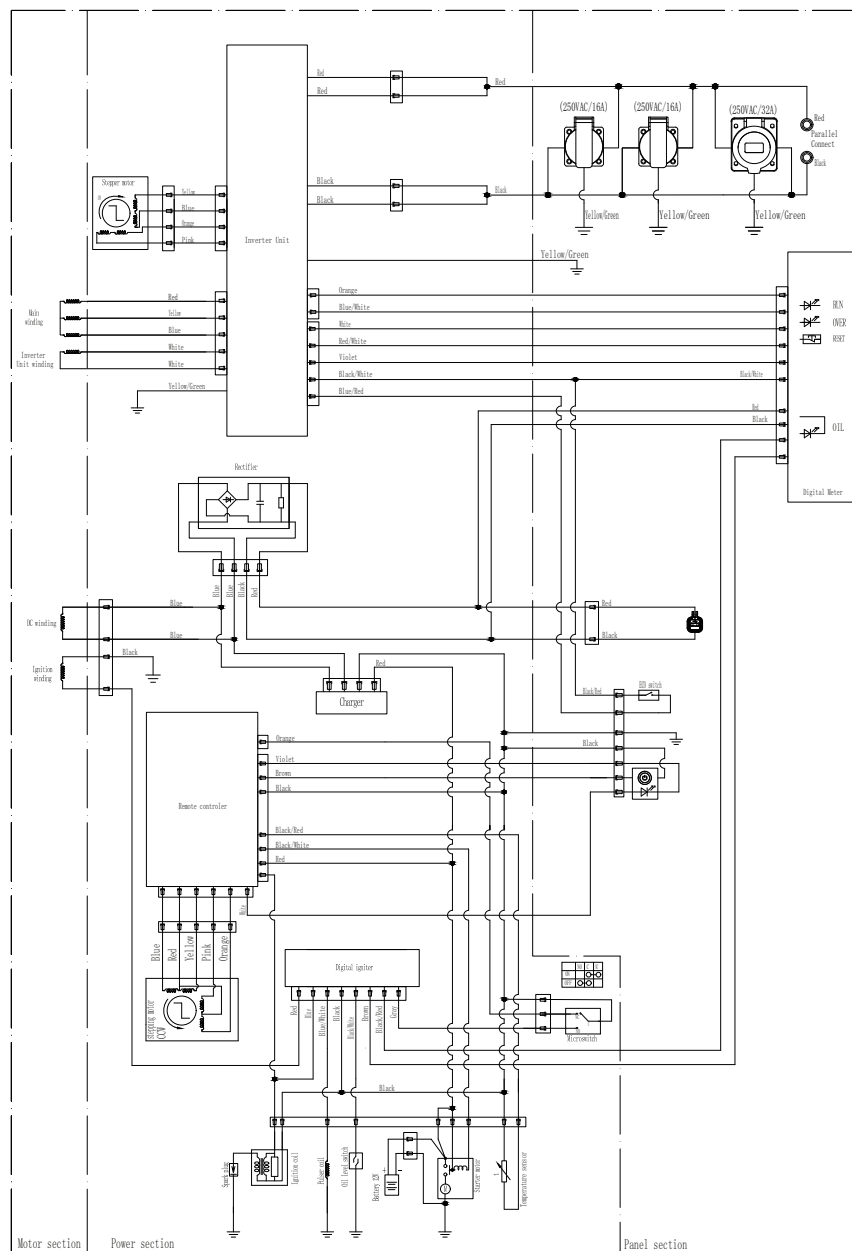 Red
Red
Red
(250VAC/16A)
(250VAC/16A)
(250VAC/32A)
Red
Parallel
Connect
Black
Black
Black
Black
Yellow/Green
Yellow/Green
Yellow/Green
Stepper motor
Yellow
Blue
Orange
Pink
Inverter Unit
Yellow/Green
Main
winding
Red
Yellow
Blue
Inverter
Unit winding
White
White
Yellow/Green
Orange
Blue/White
White
Red/White
Violet
Black/White
Blue/Red
Black/White
Red
Black
RUN
OVER
RESET
OIL
Digital Meter
Rectifier
Blue
Blue
Black
Red
DC winding
Blue
Blue
Ignition
winding
Black
Red
Black
Red
Charger
Black/Red
Black
Remote controler
Orange
Violet
Brown
Black
Black/Red
Black/White
Red
White
Blue
Red
Yellow
Pink
Orange
stepping motor
CCW
Digital igniter
Red
Blue
Blue/White
Black
Black/White
Brown
Black/Red
Gray
ON
OFF
Microswitch
Black
Spark plug
Ignition coil
Pulser coil
Oil level switch
Battery 12V
+
-
Starter motor
Temperature sensor
Motor section
Power section
Panel section